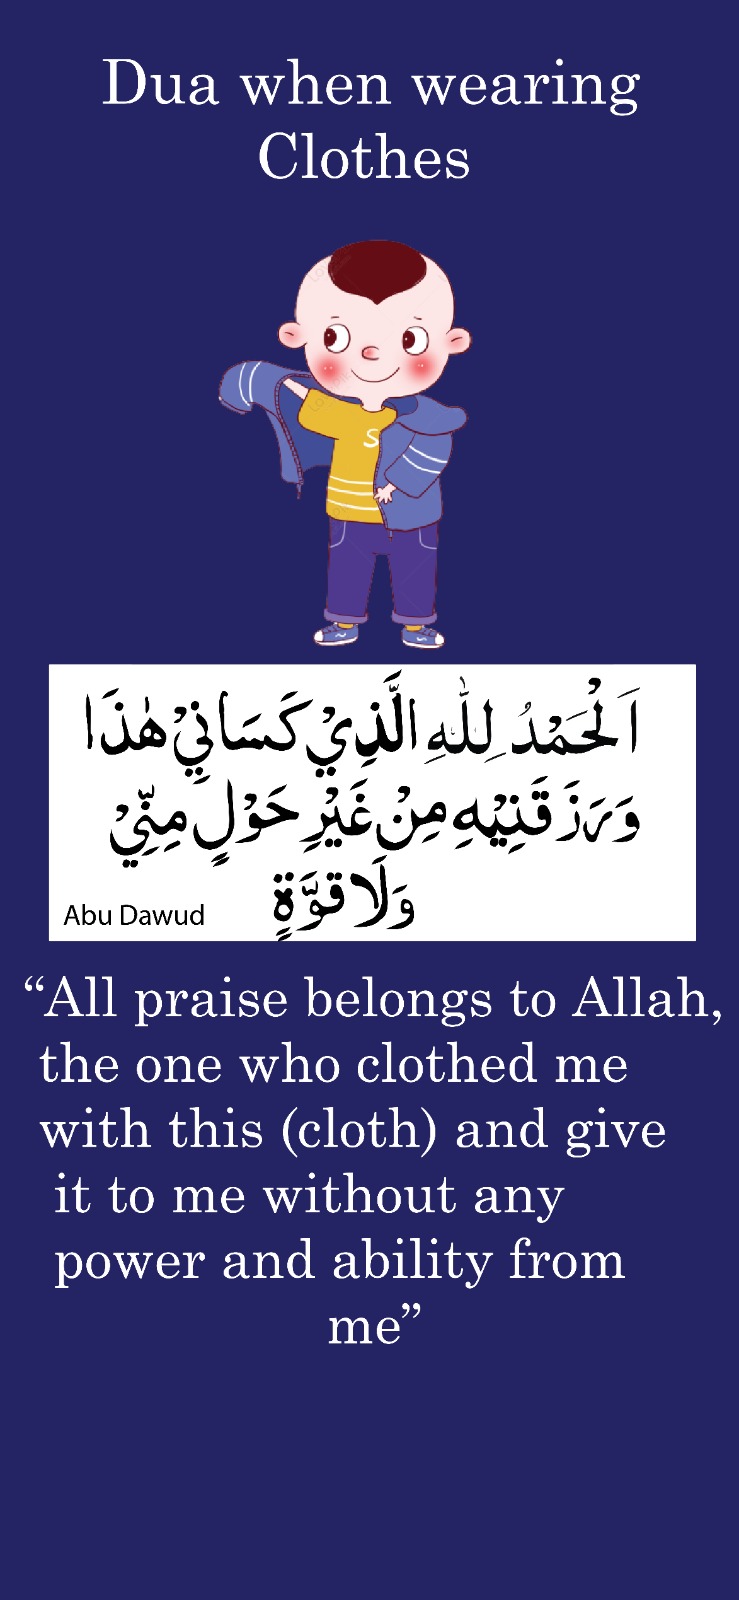 Dua when wearing
Clothes
S
اَلْحَمْدُ لِلّٰهِ الَّذِيْ كَسَانِيْ هٰذَا
وَرَزَقَنِيْهِ مِنْ غَيْرِ حَوْلٍ مِنِّيْ
وَلَا قُوَّةٍ
Abu Dawud
“All praise belongs to Allah,
the one who clothed me
with this (cloth) and give
it to me without any
power and ability from
me”